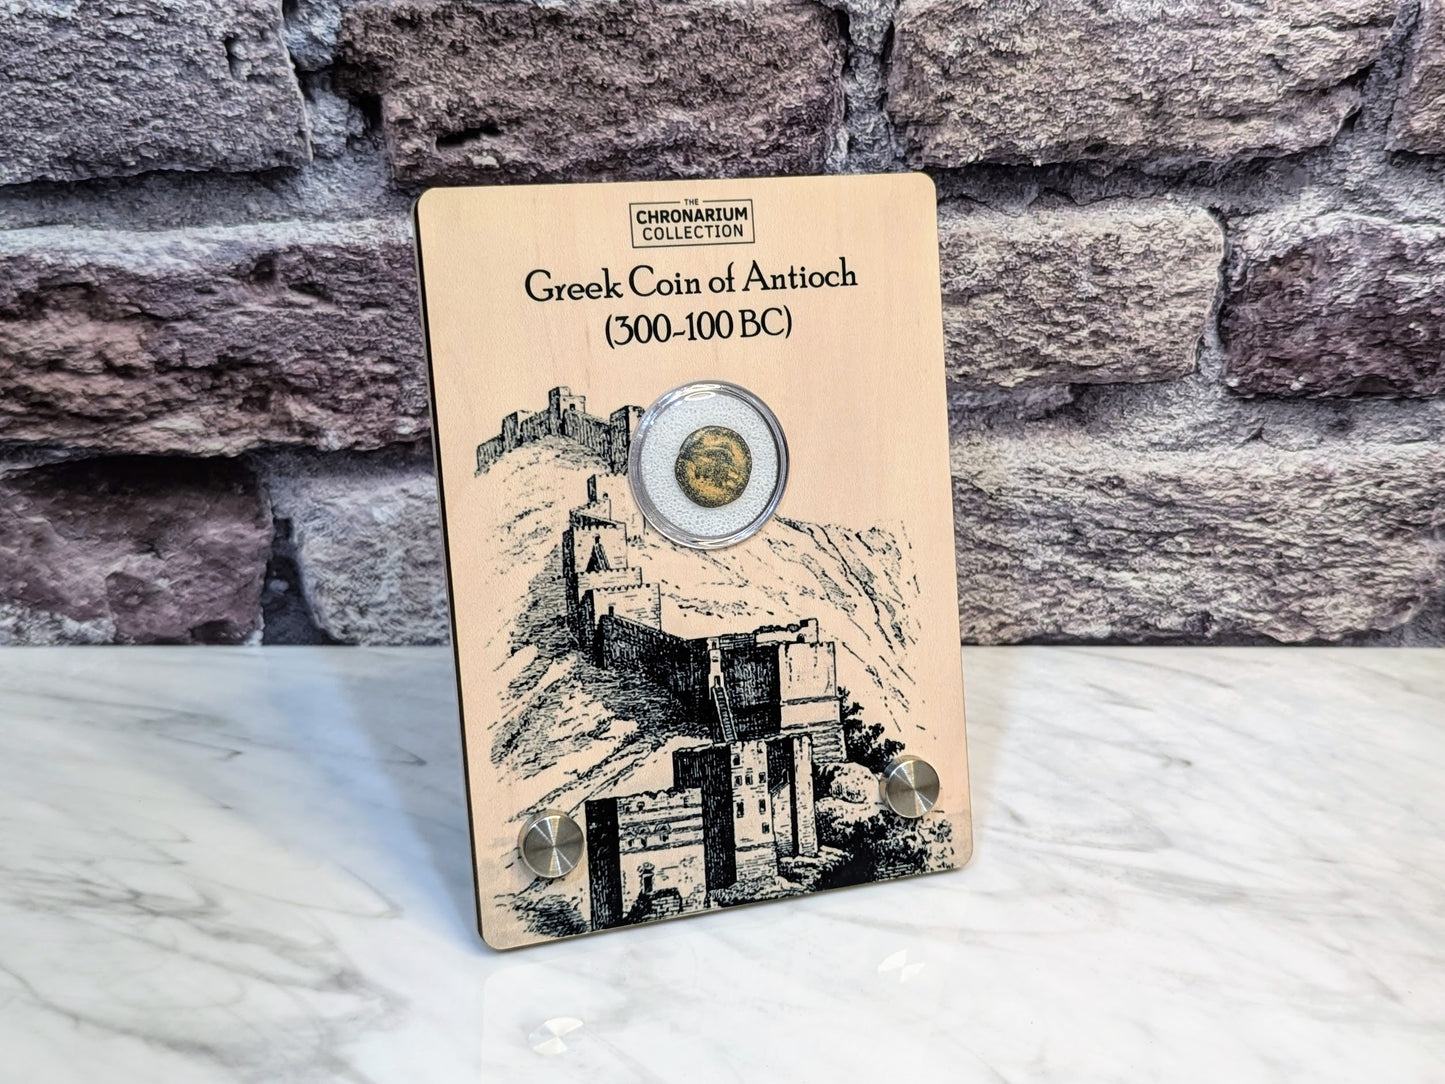 THE
CHRONARIUM
COLLECTION
Greek Coin of Antioch
(300-100 BC)